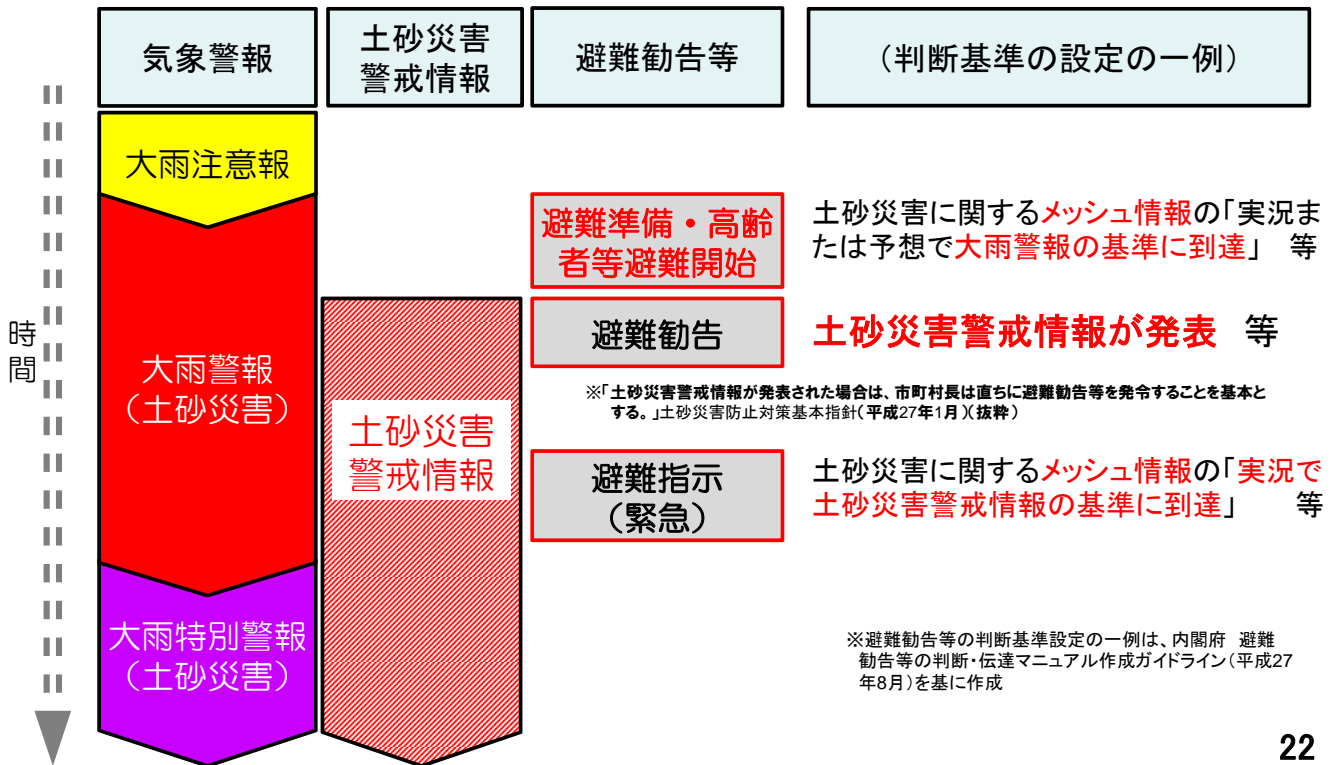 気象警報
土砂災害
警戒情報
避難勧告等
(判断基準の設定の一例)
時
間
大雨注意報
避難準備・高齢
者等避難開始
土砂災害に関するメッシュ情報の「実況ま
たは予想で大雨警報の基準に到達」 等
避難勧告
土砂災害警戒情報が発表 等
※「土砂災害警戒情報が発表された場合は、市町村長は直ちに避難勧告等を発令することを基本と
する。」土砂災害防止対策基本指針(平成27年1月)(抜粋)
大雨警報
(土砂災害)
土砂災害
警戒情報
避難指示
(緊急)
土砂災害に関するメッシュ情報の「実況で
土砂災害警戒情報の基準に到達」 等
大雨特別警報
(土砂災害)
※避難勧告等の判断基準設定の一例は、内閣府 避難
勧告等の判断・伝達マニュアル作成ガイドライン(平成27
年8月)を基に作成
22